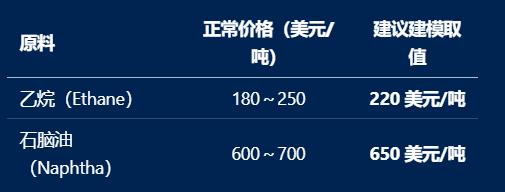 原料
正常价格（美元/
吨）
建议建模取
值
乙烷（Ethane）
180～250
220 美元/吨
石脑油
（Naphtha）
600～700
650 美元/吨